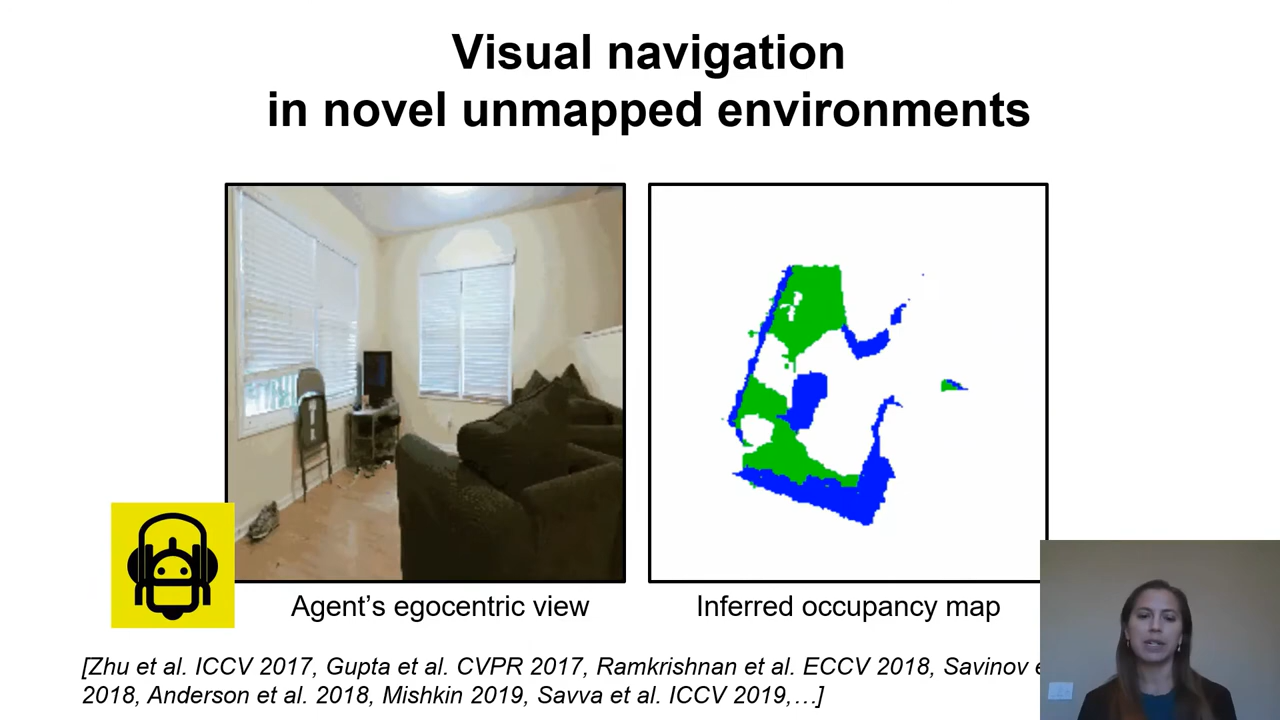 Visual navigation
in novel unmapped environments
Agent’s egocentric view
Inferred occupancy map
[Zhu et al. ICCV 2017, Gupta et al. CVPR 2017, Ramkrishnan et al. ECCV 2018, Savinov
2018, Anderson et al. 2018, Mishkin 2019, Savva et al. ICCV 2019,…]